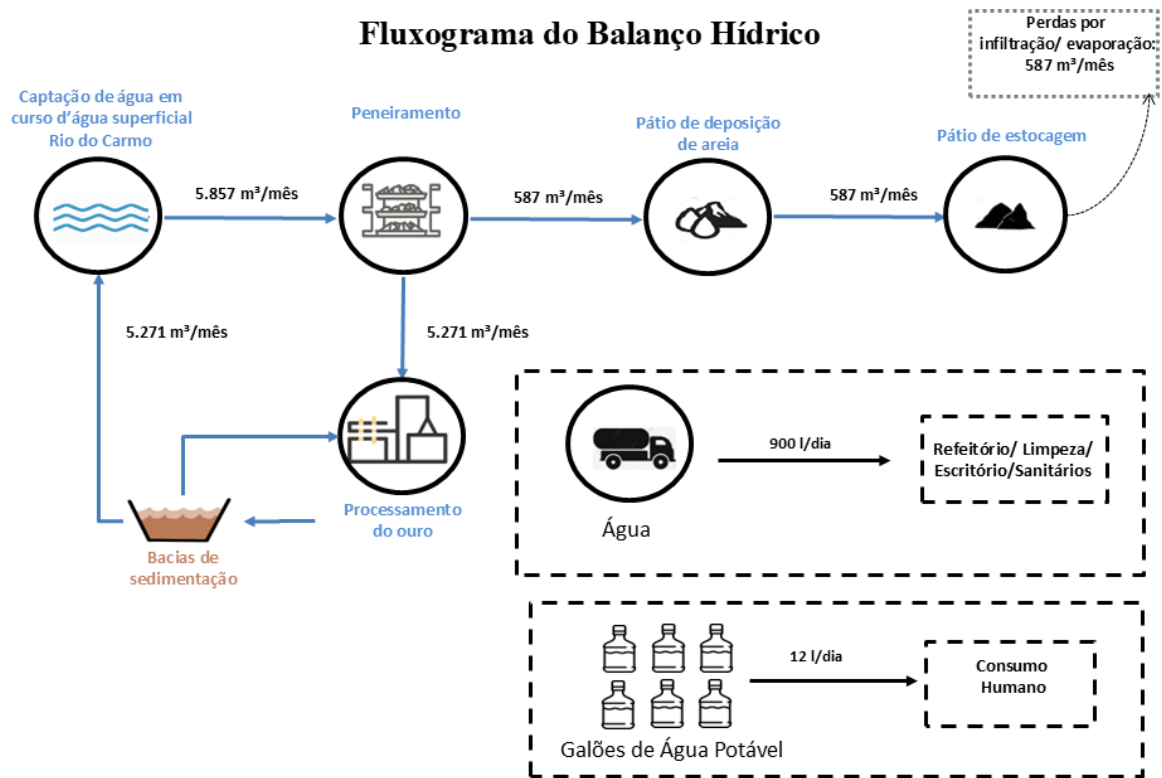 Fluxograma do Balanço Hídrico
Perdas por
infiltração/ evaporação:
587 m³/mês
Captação de água em
curso d'água superficial
Rio do Carmo
Peneiramento
Pátio de deposição
de areia
Pátio de estocagem
5.857 m³/mês
587 m³/mês
587 m³/mês
5.271 m³/mês
5.271 m³/mês
Processamento
do ouro
Bacias de
sedimentação
900 l/dia
Refeitório/ Limpeza/
Escritório/Sanitários
Água
12 l/dia
Consumo
Humano
Galões de Água Potável